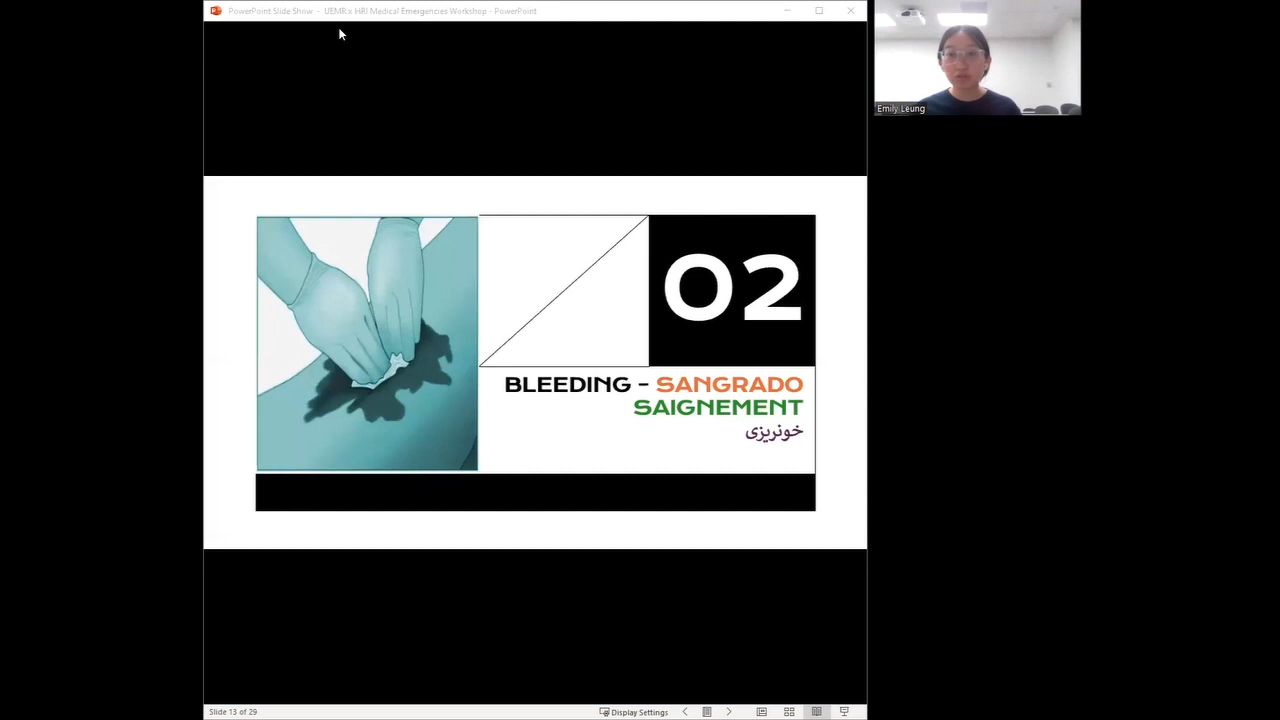 PowerPoint Slide Show - UEMR x HRI Medical Emergencies Workshop - PowerPoint
Emily Leung
02
BLEEDING - SANGRADO
SAIGNEMENT
خونریزی
Slide 13 of 29
Display Settings